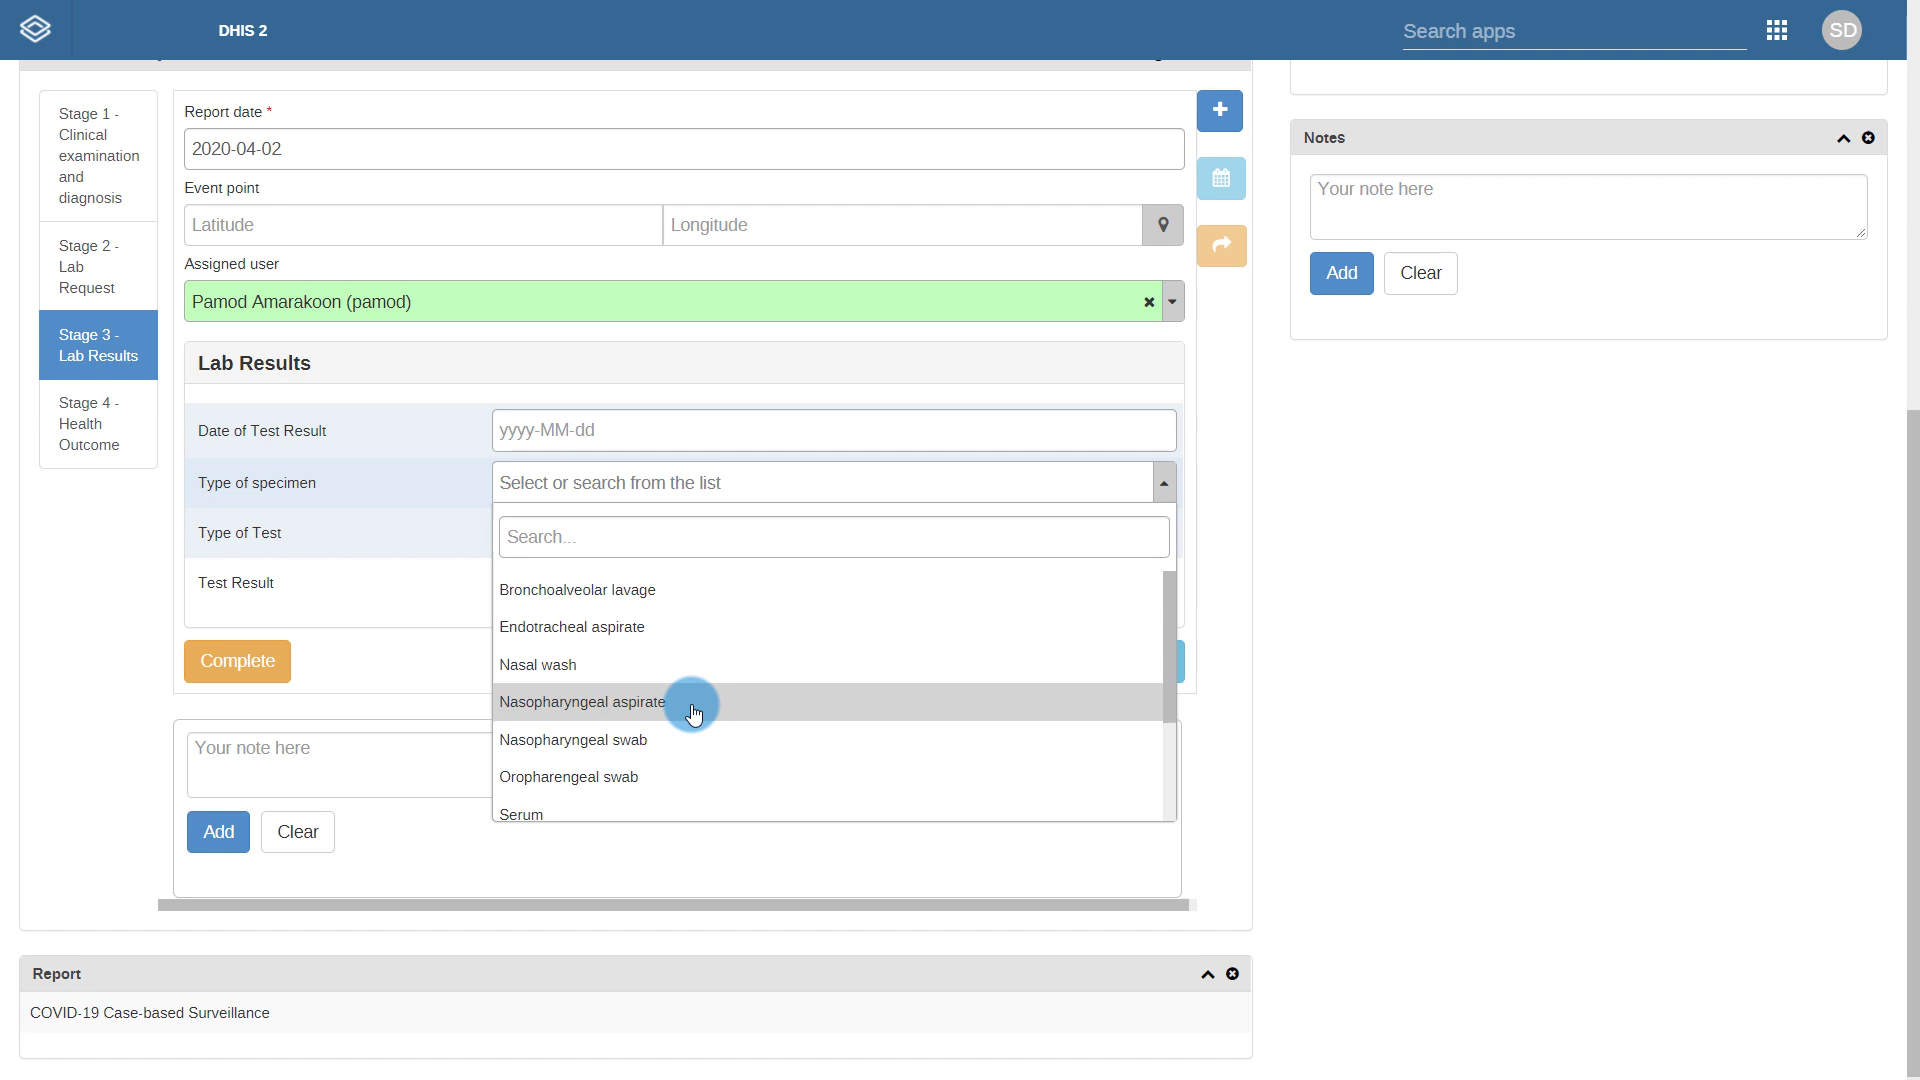 DHIS 2
Search apps
SD
Stage 1 -
Clinical
examination
and
diagnosis
Stage 2 -
Lab
Request
Stage 3 -
Lab Results
Stage 4 -
Health
Outcome
Report date *
2020-04-02
Event point
Latitude
Longitude
Assigned user
Pamod Amarakoon (pamod)
Lab Results
Date of Test Result
yyyy-MM-dd
Type of specimen
Select or search from the list
Type of Test
Search...
Test Result
Bronchoalveolar lavage
Endotracheal aspirate
Nasal wash
Nasopharyngeal aspirate
Nasopharyngeal swab
Oropharengeal swab
Serum
Complete
Your note here
Add
Clear
Report
COVID-19 Case-based Surveillance
Notes
Your note here
Add
Clear